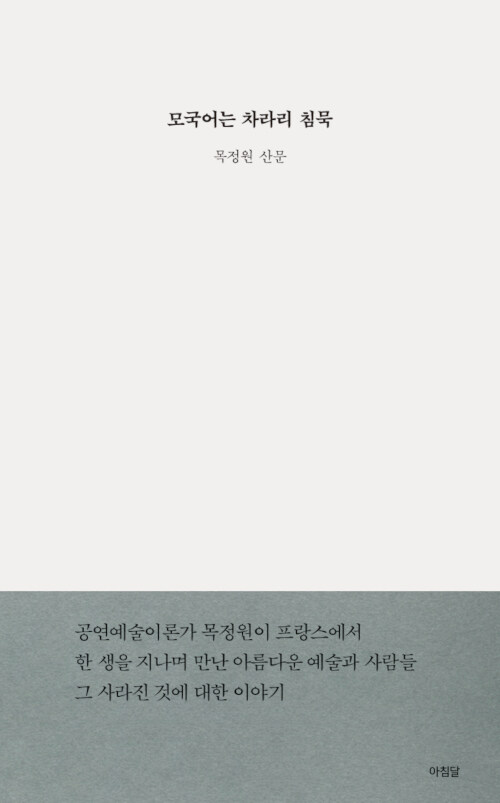 모국어는 차라리 침묵
목정원 산문
공연예술이론가 목정원이 프랑스에서
한 생을 지나며 만난 아름다운 예술과 사람들
그 사라진 것에 대한 이야기
아침달